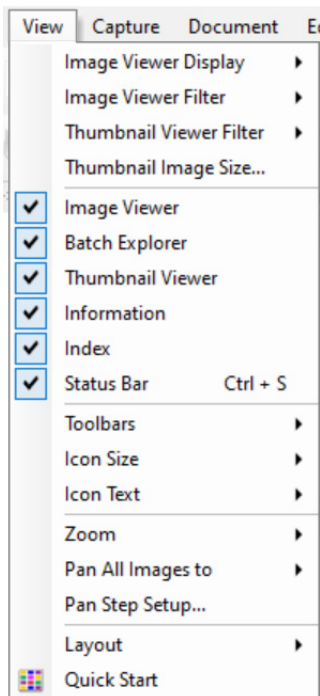 View Capture Document
Image Viewer Display
Image Viewer Filter
Thumbnail Viewer Filter
Thumbnail Image Size...
Image Viewer
Batch Explorer
Thumbnail Viewer
Information
Index
Status Bar Ctrl + S
Toolbars
Icon Size
Icon Text
Zoom
Pan All Images to
Pan Step Setup...
Layout
Quick Start